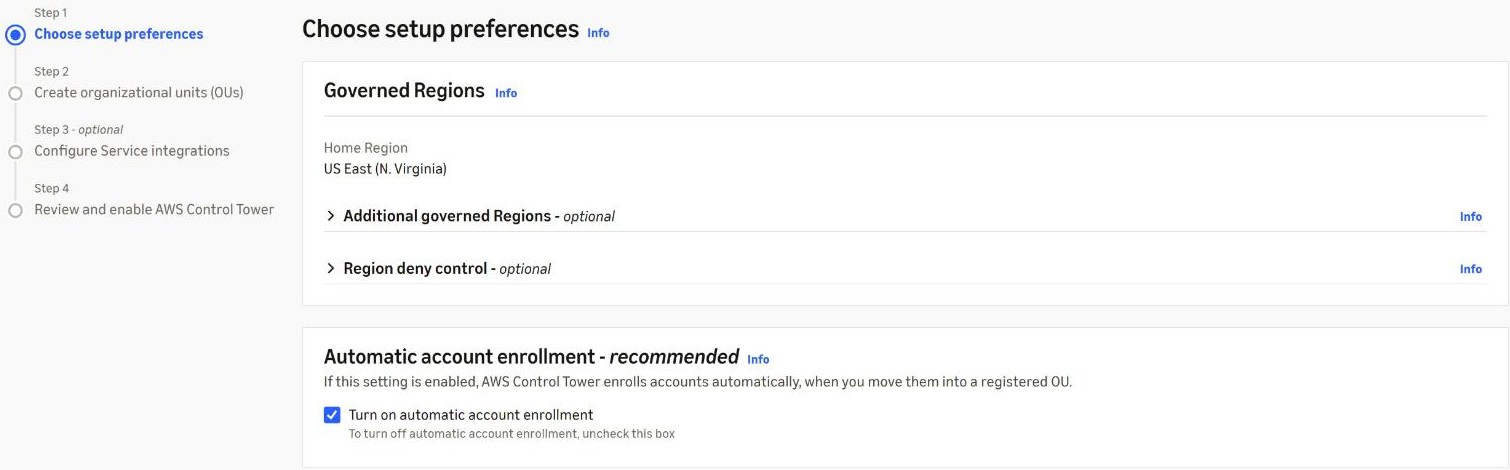 Step 1
Choose setup preferences
Step 2
Create organizational units (OUs)
Step 3 - optional
Configure Service integrations
Step 4
Review and enable AWS Control Tower
Choose setup preferences Info
Governed Regions Info
Home Region
US East (N. Virginia)
Additional governed Regions - optional Info
Region deny control - optional Info
Automatic account enrollment - recommended Info
If this setting is enabled, AWS Control Tower enrolls accounts automatically, when you move them into a registered OU.
Turn on automatic account enrollment
To turn off automatic account enrollment, uncheck this box